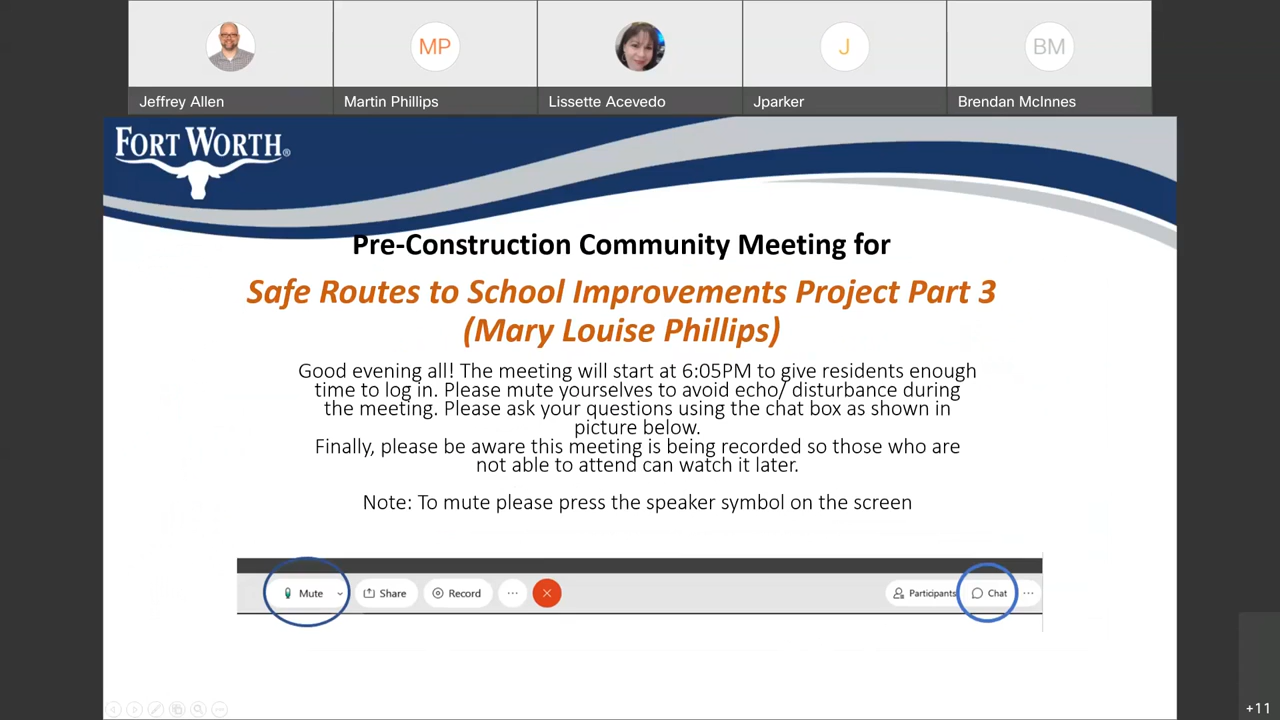 MP
J
BM
Jeffrey Allen
Martin Phillips
Lissette Acevedo
Jparker
Brendan McInnes
FORT WORTH®
Pre-Construction Community Meeting for
Safe Routes to School Improvements Project Part 3
(Mary Louise Phillips)
Good evening all! The meeting will start at 6:05PM to give residents enough
time to log in. Please mute yourselves to avoid echo/ disturbance during
the meeting. Please ask your questions using the chat box as shown in
picture below.
Finally, please be aware this meeting is being recorded so those who are
not able to attend can watch it later.
Note: To mute please press the speaker symbol on the screen
Mute
Share
Record
Participants
Chat
+11